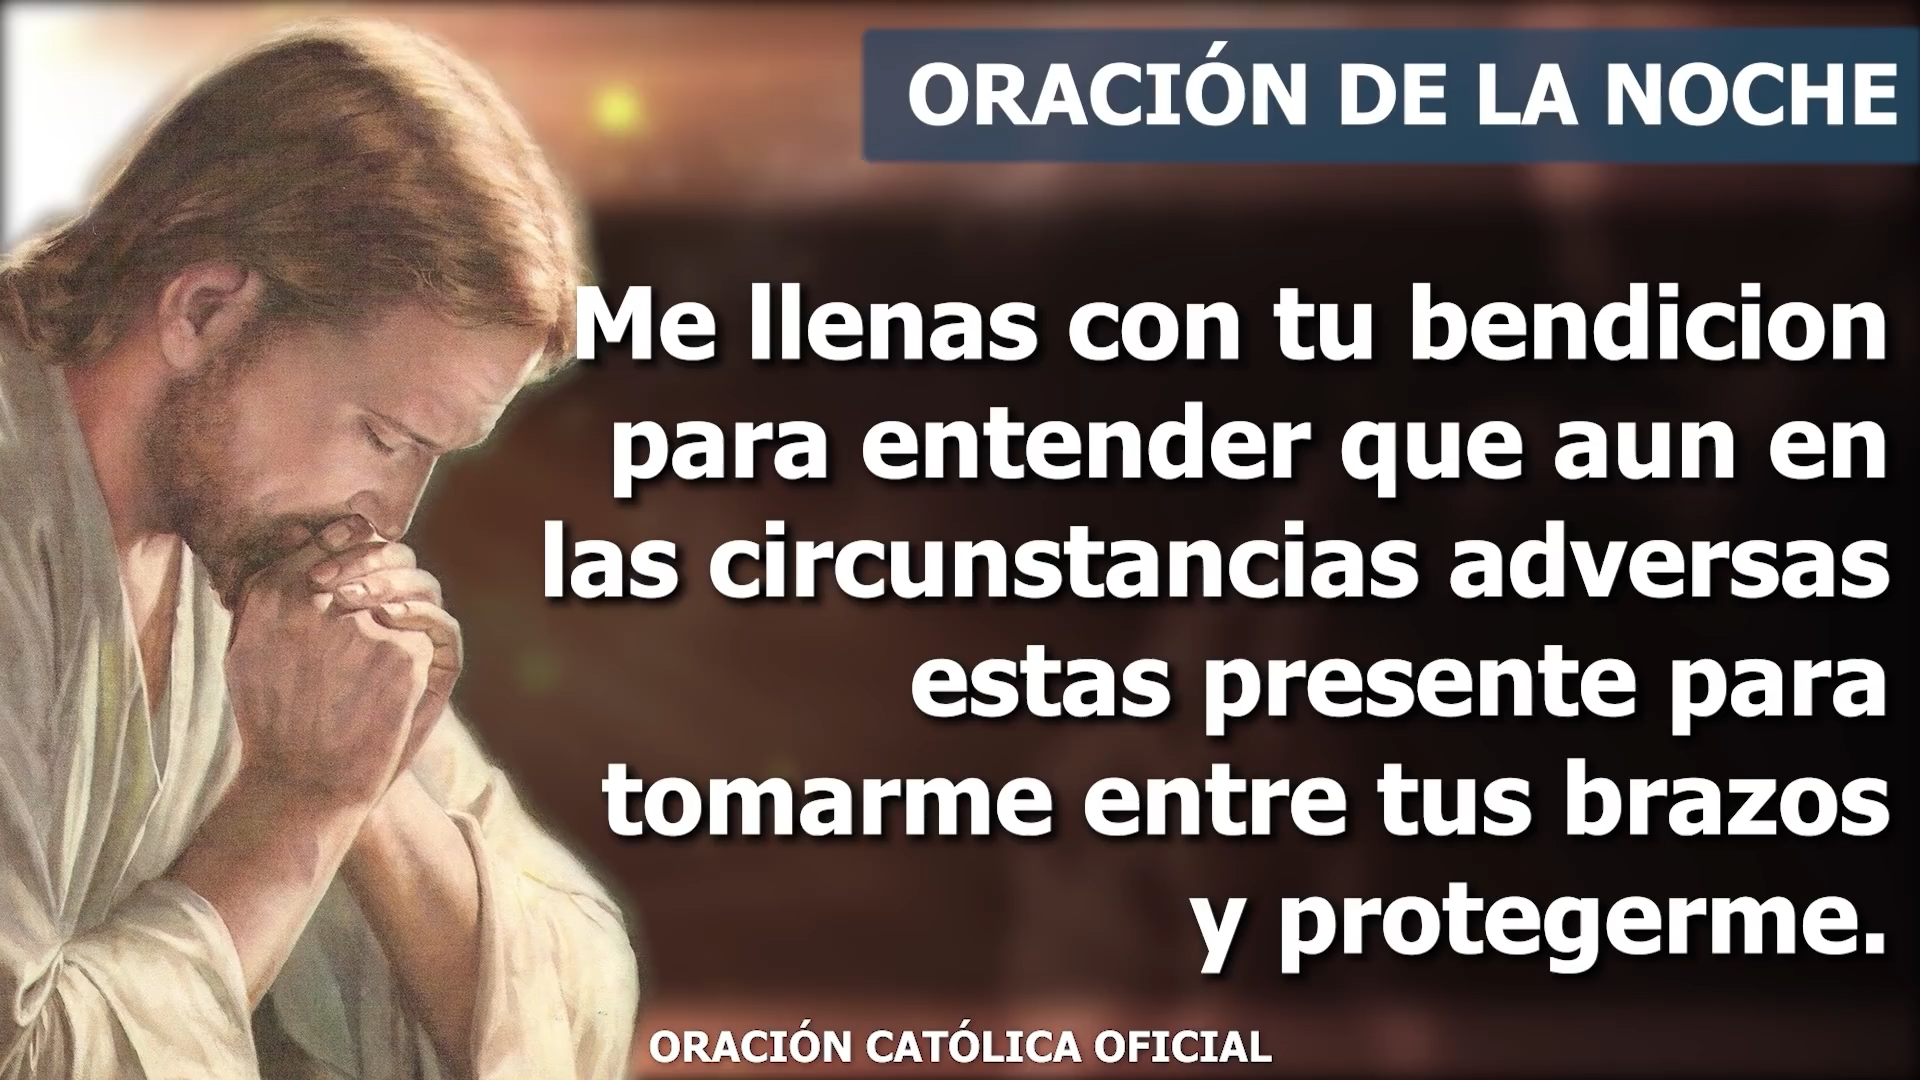 ORACIÓN DE LA NOCHE
Me llenas con tu bendicion
para entender que aun en
las circunstancias adversas
estas presente para
tomarme entre tus brazos
y protegerme.
ORACIÓN CATÓLICA OFICIAL